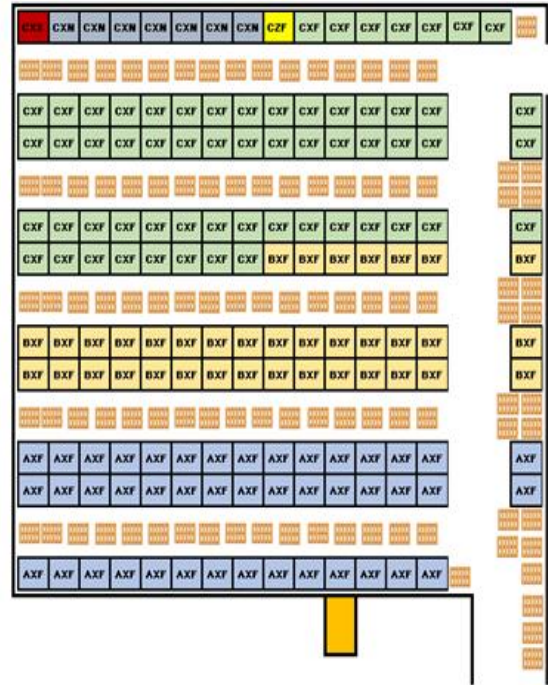 CXN CXN CXN CXN CXN CXN CXN CZF CXF CXF CXF CXF CXF CXF CXF
CXF CXF CXF CXF CXF CXF CXF CXF CXF CXF CXF CXF CXF CXF CXF
CXF CXF CXF CXF CXF CXF CXF CXF CXF CXF CXF CXF CXF CXF CXF
CXF CXF CXF CXF CXF CXF CXF CXF CXF CXF CXF CXF CXF CXF CXF
CXF CXF CXF CXF CXF CXF CXF CXF BXF BXF BXF BXF BXF BXF BXF
BXF BXF BXF BXF BXF BXF BXF BXF BXF BXF BXF BXF BXF BXF BXF
BXF BXF BXF BXF BXF BXF BXF BXF BXF BXF BXF BXF BXF BXF BXF
AXF AXF AXF AXF AXF AXF AXF AXF AXF AXF AXF AXF AXF AXF AXF
AXF AXF AXF AXF AXF AXF AXF AXF AXF AXF AXF AXF AXF AXF AXF
AXF AXF AXF AXF AXF AXF AXF AXF AXF AXF AXF AXF AXF AXF